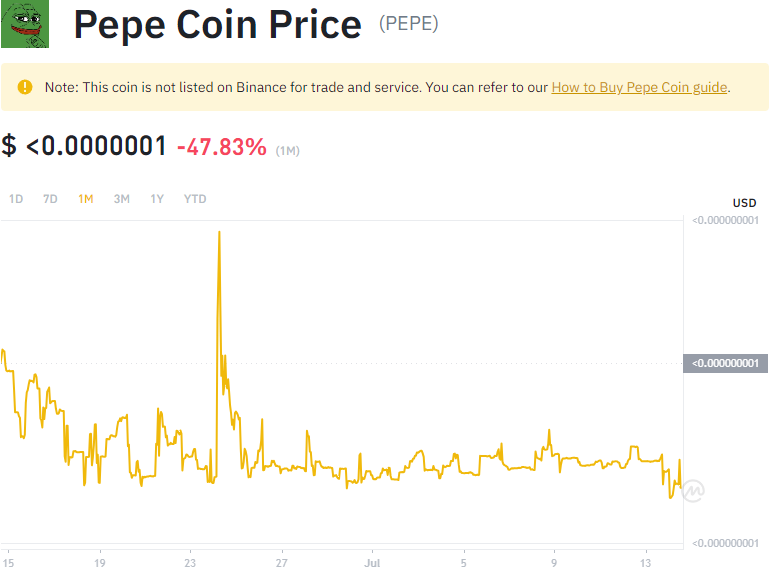 Pepe Coin Price (PEPE)
Note: This coin is not listed on Binance for trade and service. You can refer to our How to Buy Pepe Coin guide.
$ <0.0000001 -47.83% (1M)
1D 7D 1M 3M 1Y YTD
USD
<0.000000001
<0.000000001
<0.000000001
15 19 23 27 Jul 5 9 13